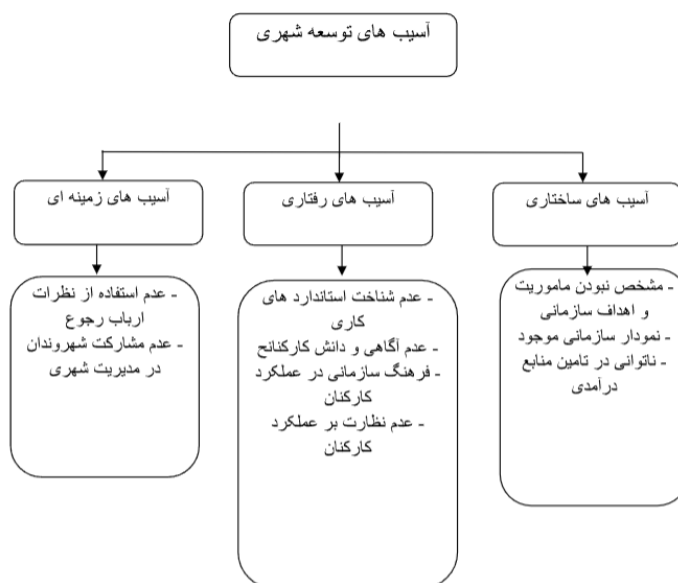 آسیب های توسعه شهری
آسیب های ساختاری
آسیب های رفتاری
آسیب های زمینه ای
- مشخص نبودن ماموریت
و اهداف سازمانی
- نمودار سازمانی موجود
- ناتوانی در تامین منابع
درآمدی
- عدم شناخت استاندارد های
کاری
- عدم آگاهی و دانش کارکنانح
- فرهنگ سازمانی در عملکرد
کارکنان
- عدم نظارت بر عملکرد
کارکنان
- عدم استفاده از نظرات
ارباب رجوع
- عدم مشارکت شهروندان
در مدیریت شهری